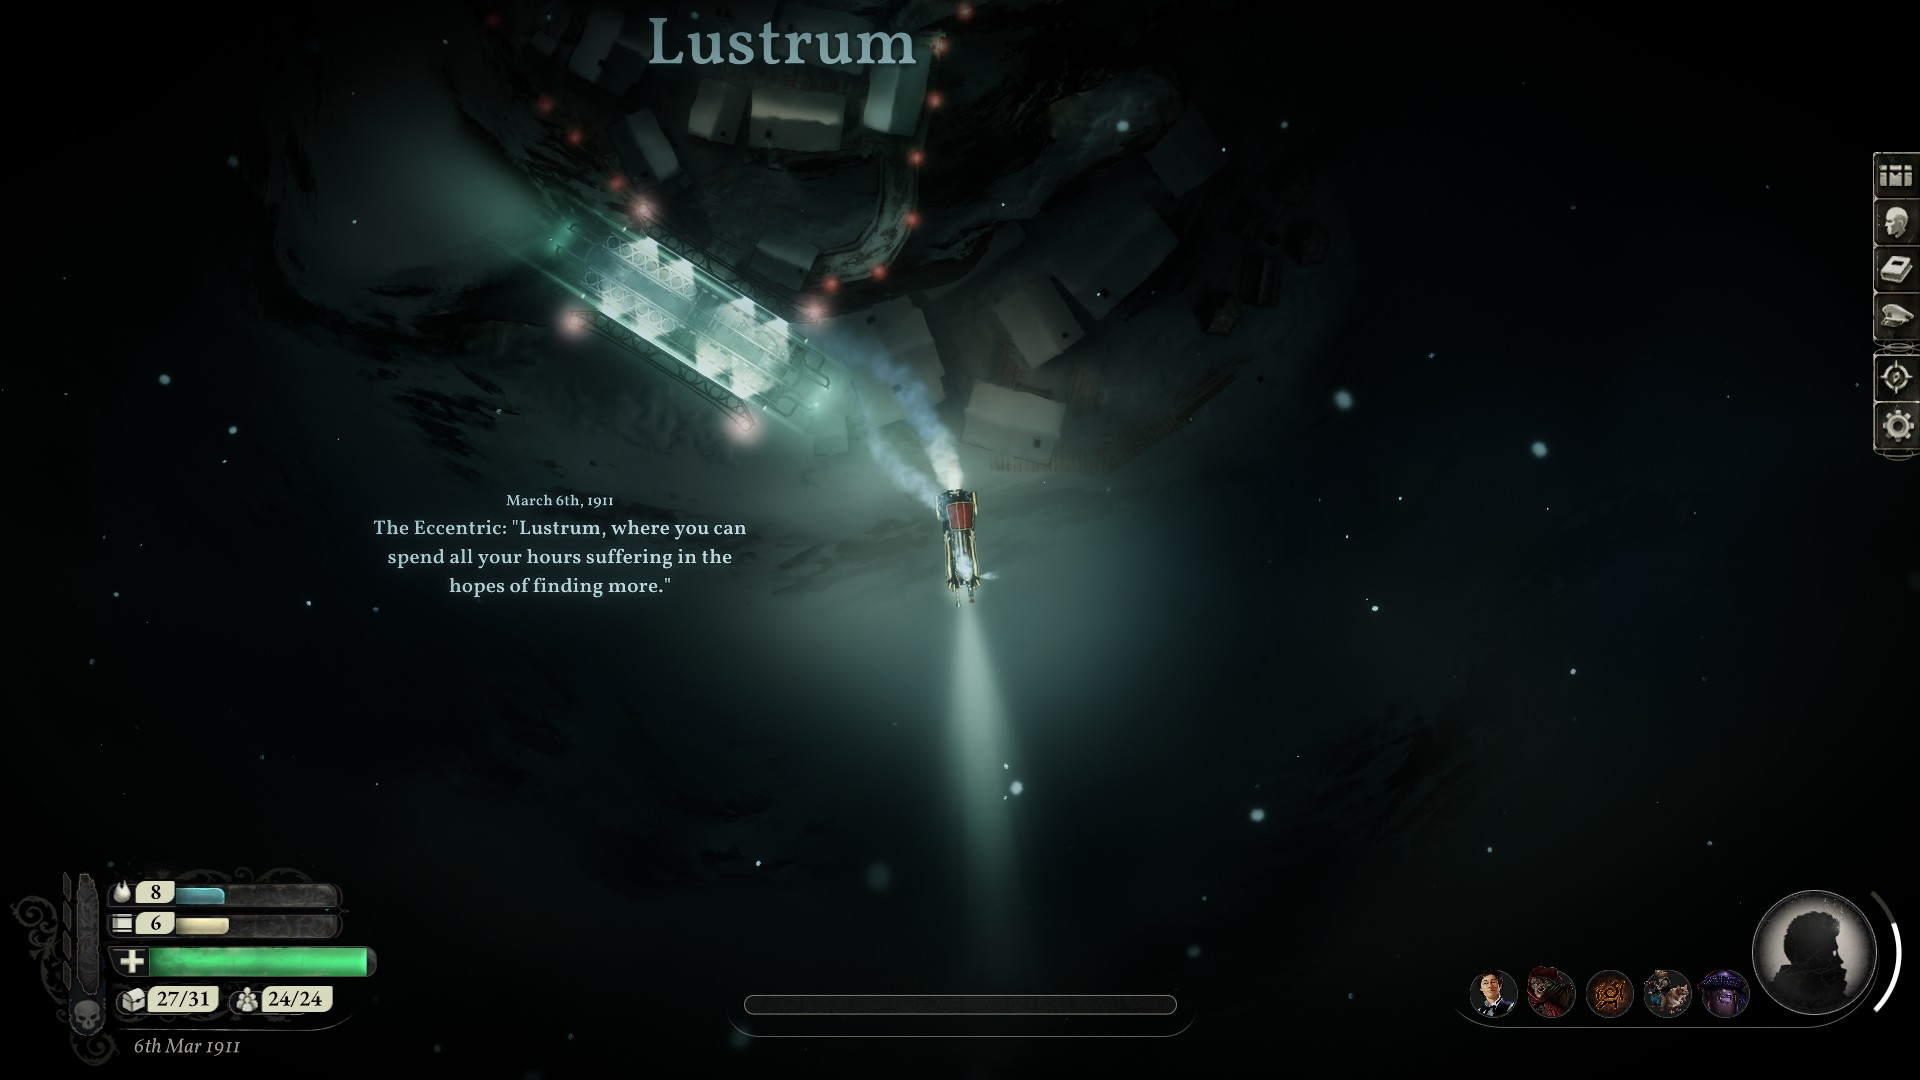 Lustrum
March 6th, 1911
The Eccentric: "Lustrum, where you can
spend all your hours suffering in the
hopes of finding more."
8
6
27/31
24/24
6th Mar 1911